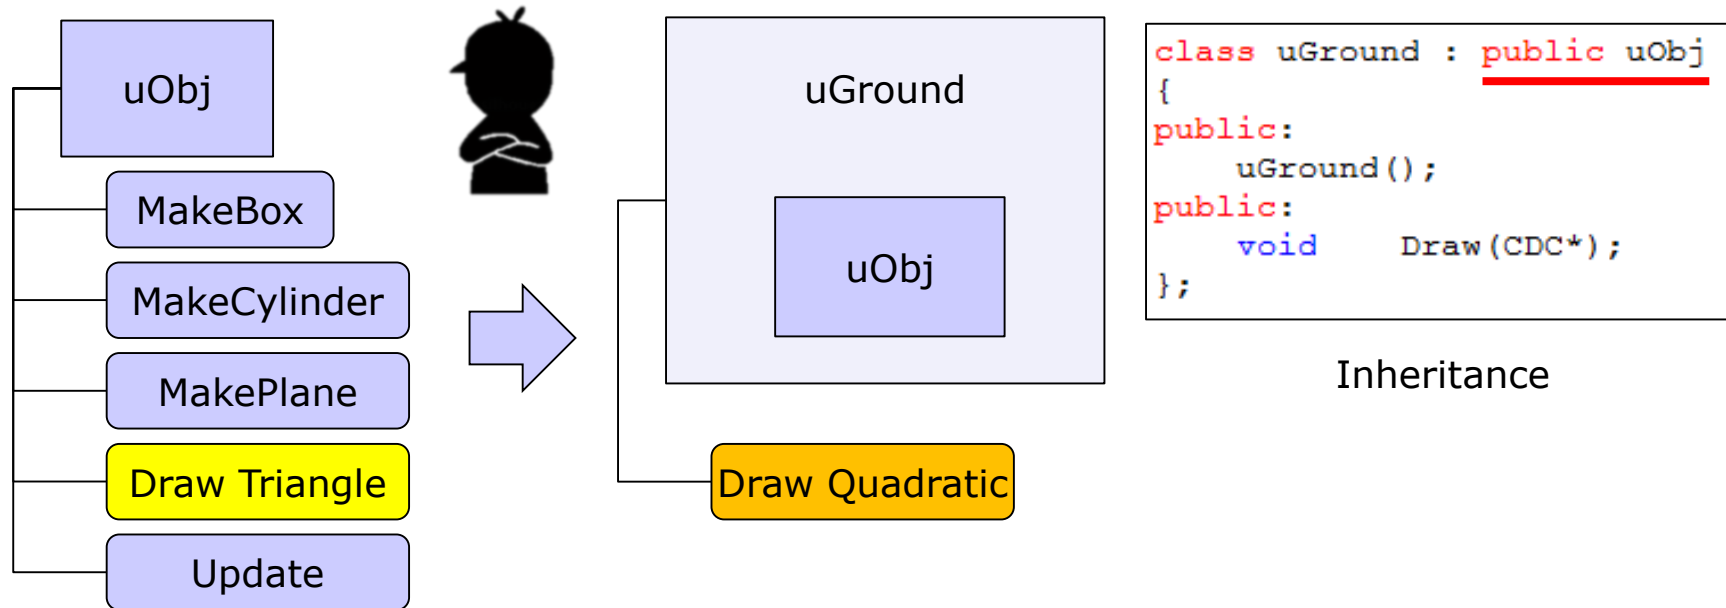 uObj
MakeBox
MakeCylinder
MakePlane
Draw Triangle
Update
uGround
uObj
Draw Quadratic
class uGround : public uObj
{
public:
    uGround();
public:
    void    Draw(CDC*);
};
Inheritance